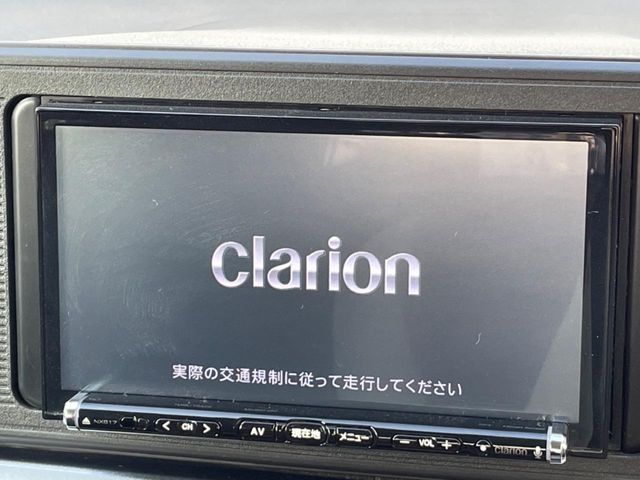 clarion
実際の交通規制に従って走行してください
NX617 CH AV 現在地 メニュー − VOL + clarion